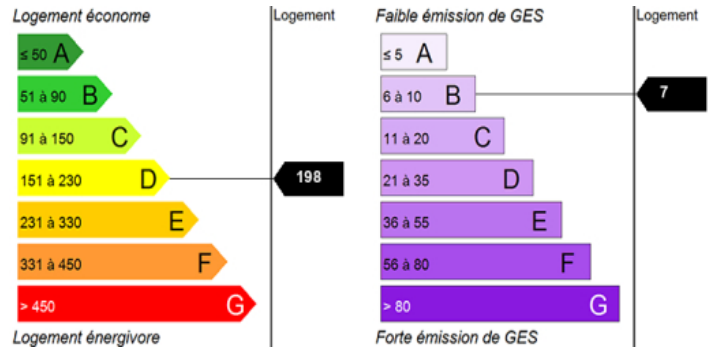 Logement économe
Logement
≤ 50 A
51 à 90 B
91 à 150 C
151 à 230 D
198
231 à 330 E
331 à 450 F
> 450 G
Logement énergivore
Faible émission de GES
Logement
≤ 5 A
6 à 10 B
7
11 à 20 C
21 à 35 D
36 à 55 E
56 à 80 F
> 80 G
Forte émission de GES